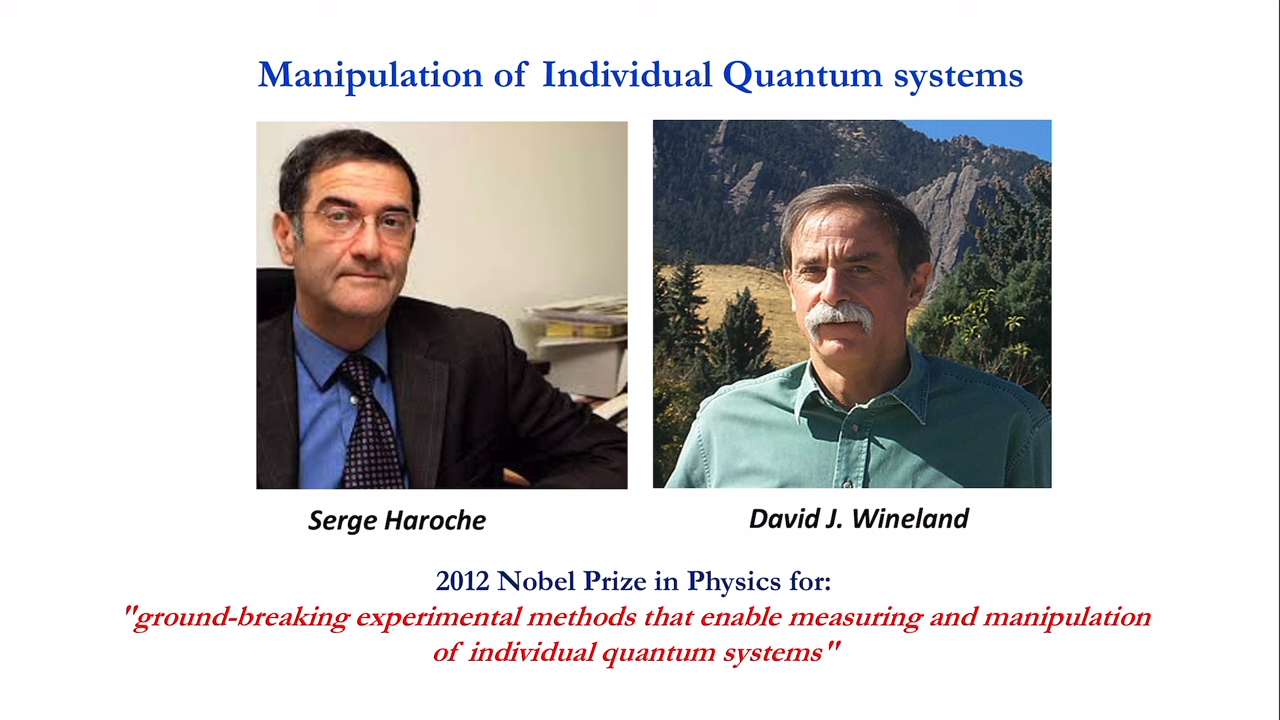 Manipulation of Individual Quantum systems
Serge Haroche
David J. Wineland
2012 Nobel Prize in Physics for:
"ground-breaking experimental methods that enable measuring and manipulation
of individual quantum systems"